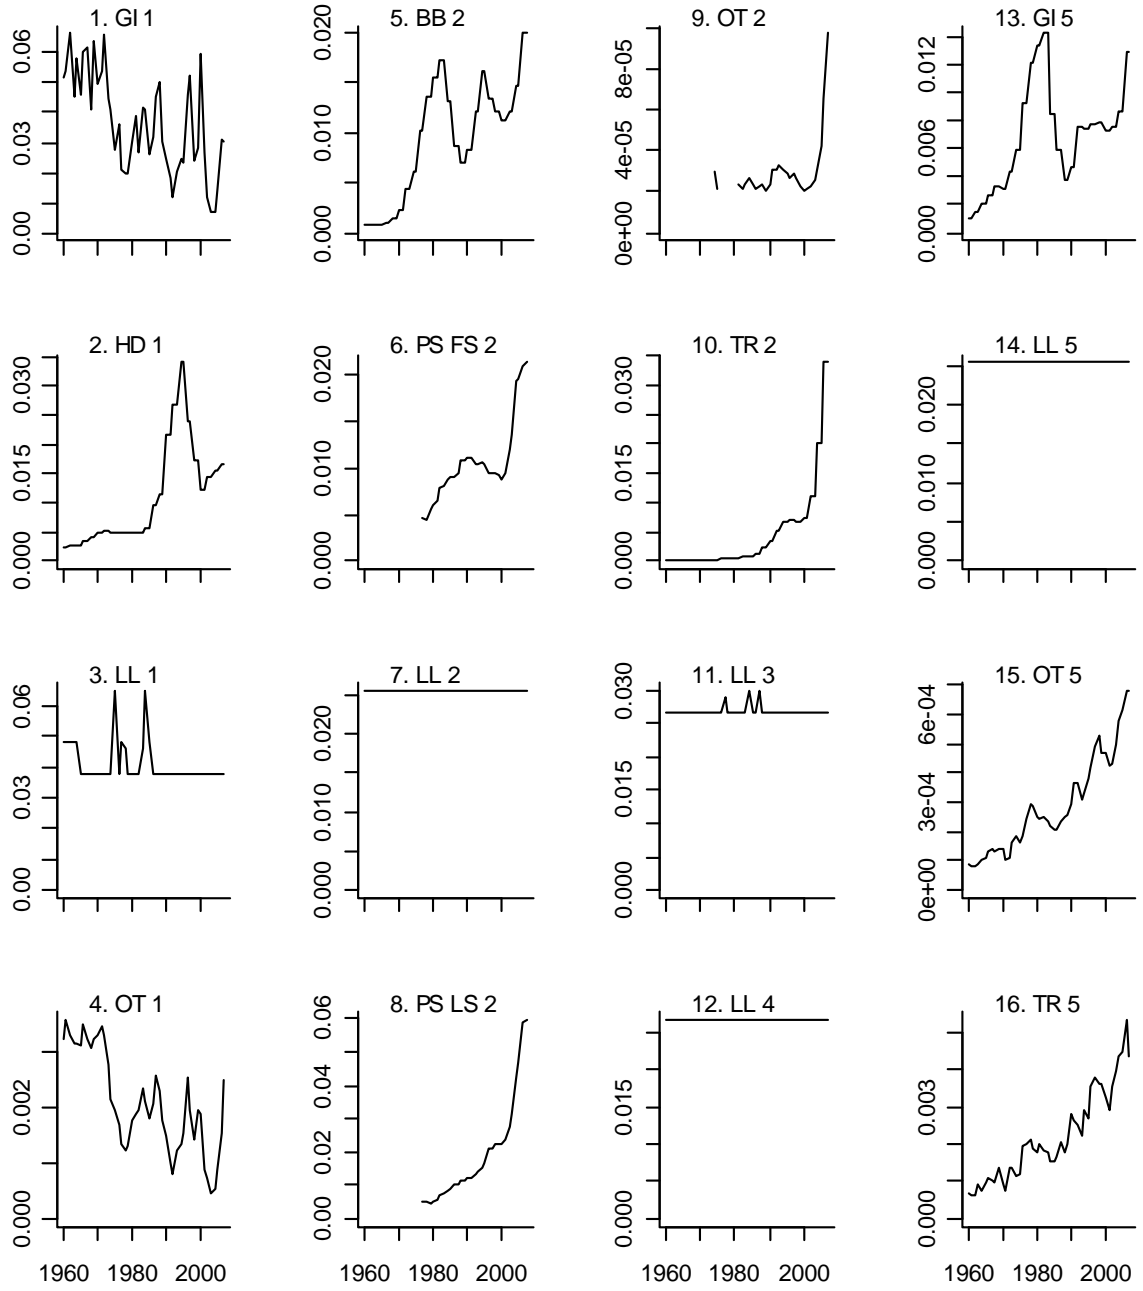 1. GI 1
0.06
0.03
0.00
5. BB 2
0.020
0.010
0.000
9. OT 2
8e-05
4e-05
0e+00
13. GI 5
0.012
0.006
0.000
2. HD 1
0.030
0.015
0.000
6. PS FS 2
0.020
0.010
0.000
10. TR 2
0.030
0.015
0.000
14. LL 5
0.020
0.010
0.000
3. LL 1
0.06
0.03
0.00
7. LL 2
0.020
0.010
0.000
11. LL 3
0.030
0.015
0.000
15. OT 5
6e-04
3e-04
0e+00
4. OT 1
0.002
0.000
8. PS LS 2
0.06
0.04
0.02
0.00
12. LL 4
0.015
0.000
16. TR 5
0.003
0.000
1960 1980 2000 1960 1980 2000 1960 1980 2000 1960 1980 2000